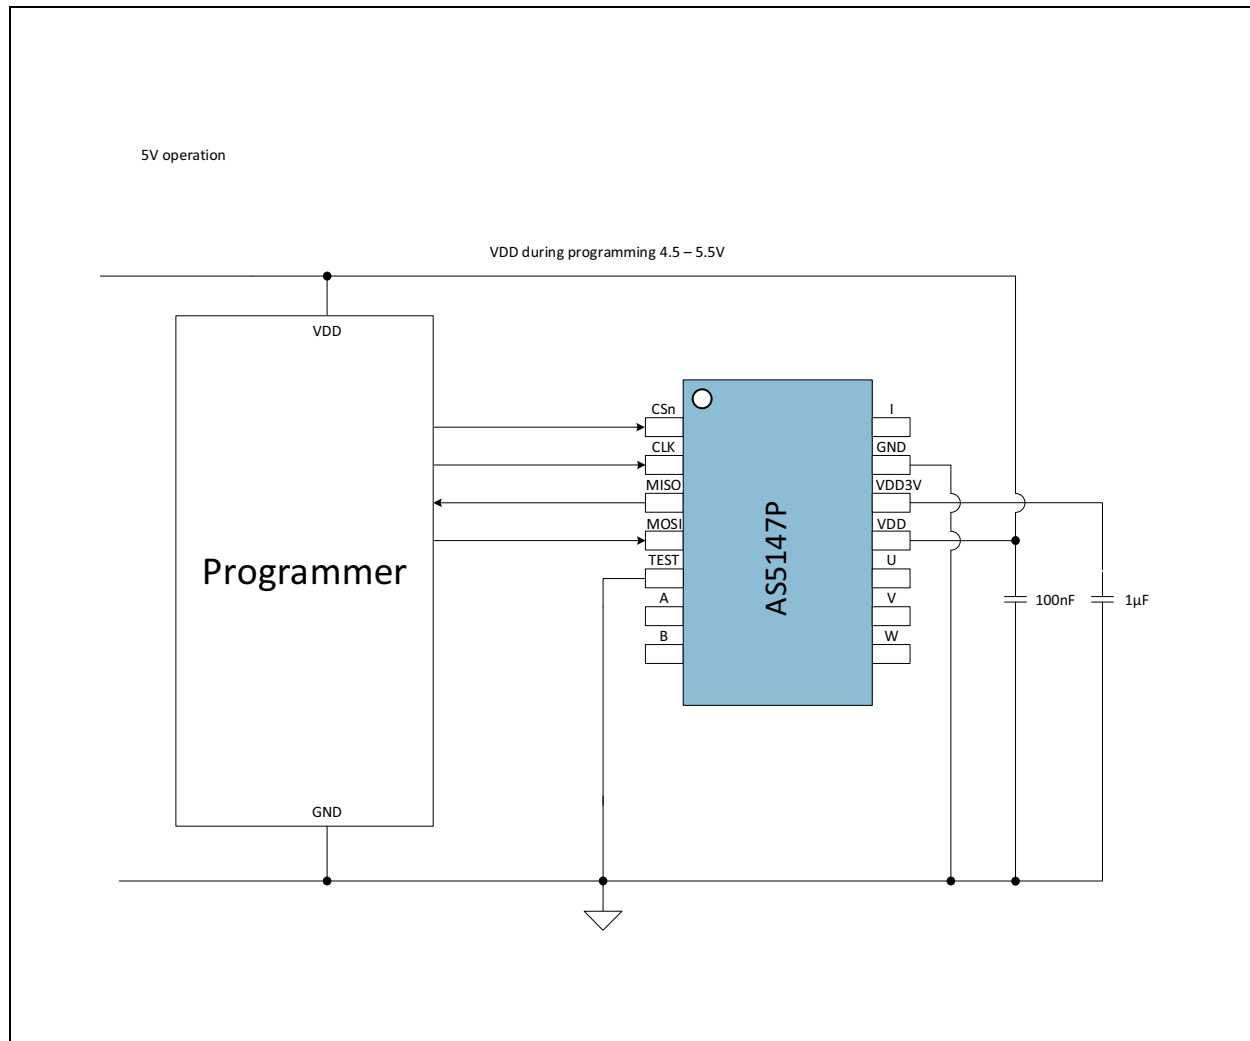 5V operation
VDD during programming 4.5 – 5.5V
VDD
Programmer
GND
CSn
CLK
MISO
MOSI
TEST
A
B
AS5147P
I
GND
VDD3V
VDD
U
V
W
100nF
1µF